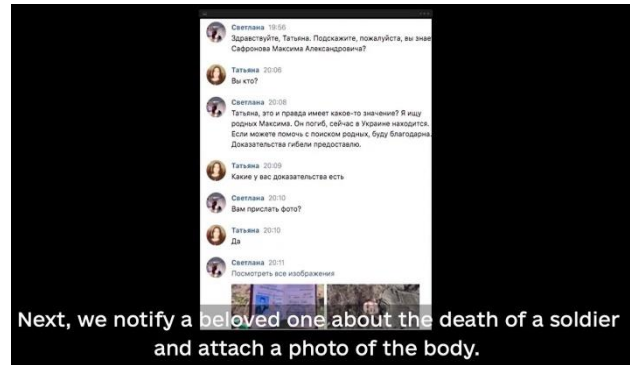 Светлана 19:56
Здравствуйте, Татьяна. Подскажите, пожалуйста, вы знае
Сафронова Максима Александровича?
Татьяна 20:06
Вы кто?
Светлана 20:08
Татьяна, это и правда имеет какое-то значение? Я ищу
родных Максима. Он погиб, сейчас в Украине находится.
Если можете помочь с поиском родных, буду благодарна.
Доказательства гибели предоставлю.
Татьяна 20:09
Какие у вас доказательства есть
Светлана 20:10
Вам прислать фото?
Татьяна 20:10
Да
Светлана 20:11
Посмотреть все изображения
Next, we notify a beloved one about the death of a soldier
and attach a photo of the body.